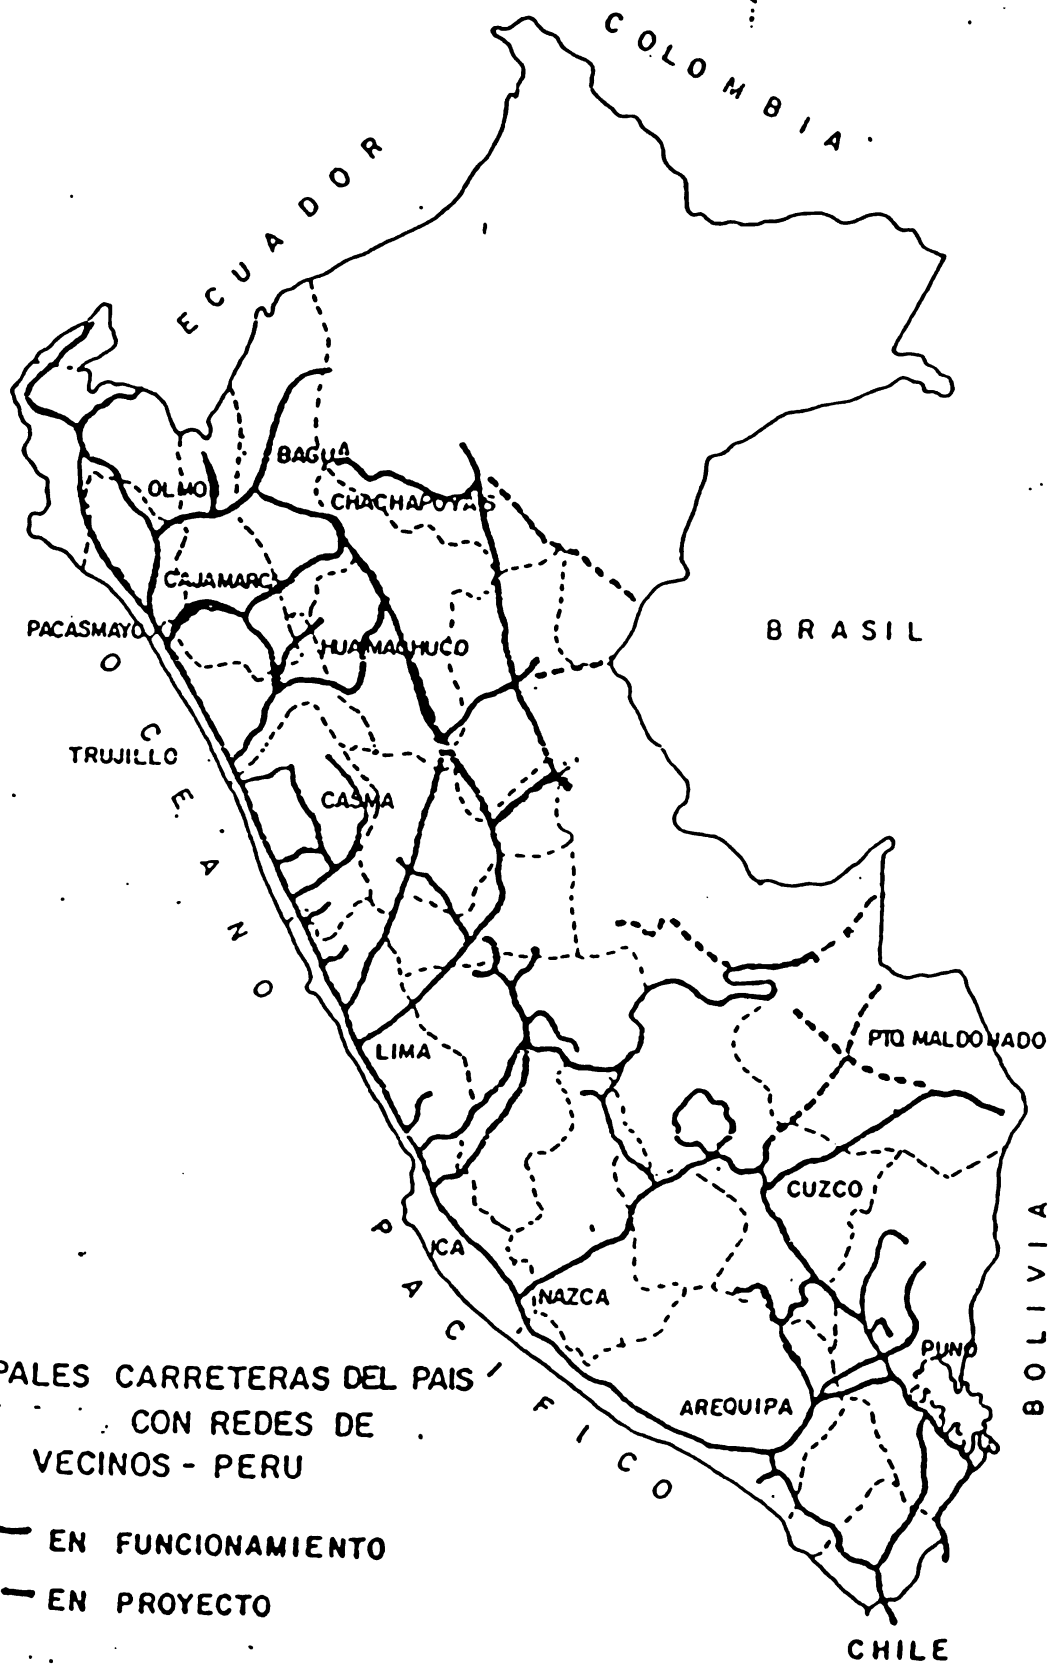 COLOMBIA
ECUADOR
BAGUA
OLMO
CHACHAPOYAS
CAJAMARCA
PACASMAYO
HUAMACHUCO
BRASIL
TRUJILLO
CASMA
OCEANO
LIMA
PTO. MALDONADO
CUZCO
ICA
NAZCA
PACIFICO
PUNO
BOLIVIA
AREQUIPA
PALES CARRETERAS DEL PAIS
CON REDES DE
VECINOS - PERU
EN FUNCIONAMIENTO
EN PROYECTO
CHILE